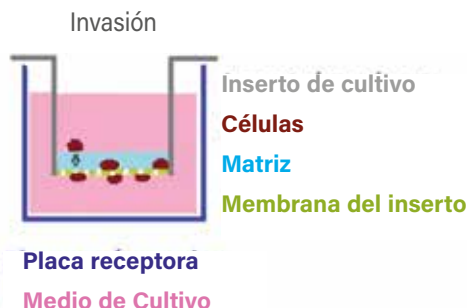 Invasión
Inserto de cultivo
Células
Matriz
Membrana del inserto
Placa receptora
Medio de Cultivo